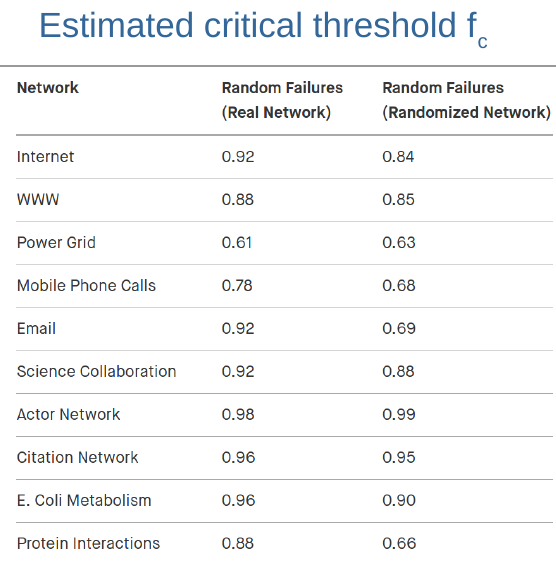 Estimated critical threshold fc
Network Random Failures (Real Network) Random Failures (Randomized Network)
Internet 0.92 0.84
WWW 0.88 0.85
Power Grid 0.61 0.63
Mobile Phone Calls 0.78 0.68
Email 0.92 0.69
Science Collaboration 0.92 0.88
Actor Network 0.98 0.99
Citation Network 0.96 0.95
E. Coli Metabolism 0.96 0.90
Protein Interactions 0.88 0.66